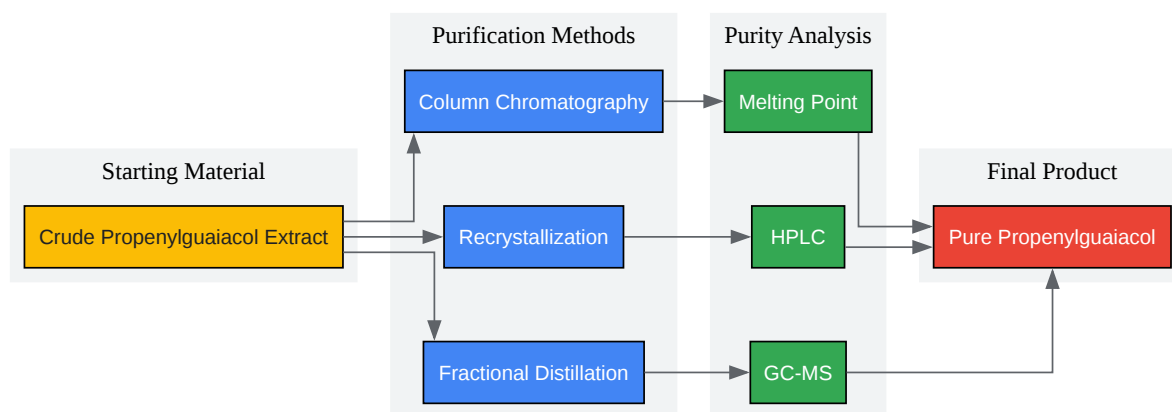 Purification Methods
Purity Analysis
Column Chromatography
Melting Point
Starting Material
Final Product
Crude Propenylguaiacol Extract
Recrystallization
HPLC
Pure Propenylguaiacol
Fractional Distillation
GC-MS